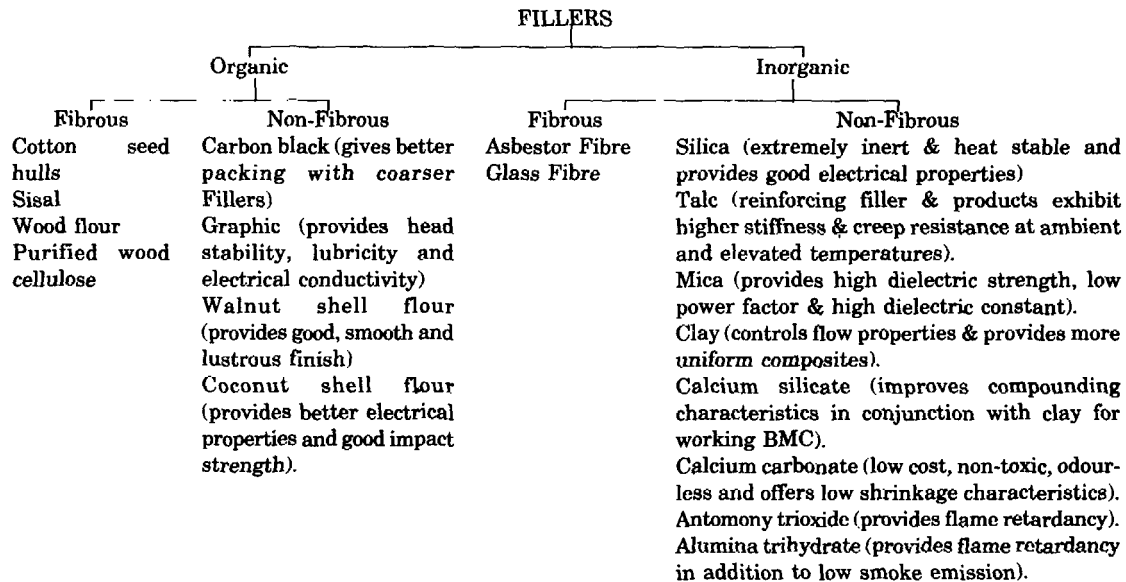 FILLERS
Organic
Inorganic
Fibrous
Cotton seed
hulls
Sisal
Wood flour
Purified wood
cellulose
Non-Fibrous
Carbon black (gives better
packing with coarser
Fillers)
Graphic (provides head
stability, lubricity and
electrical conductivity)
Walnut shell flour
(provides good, smooth and
lustrous finish)
Coconut shell flour
(provides better electrical
properties and good impact
strength).
Fibrous
Asbestor Fibre
Glass Fibre
Non-Fibrous
Silica (extremely inert & heat stable and
provides good electrical properties)
Talc (reinforcing filler & products exhibit
higher stiffness & creep resistance at ambient
and elevated temperatures).
Mica (provides high dielectric strength, low
power factor & high dielectric constant).
Clay (controls flow properties & provides more
uniform composites).
Calcium silicate (improves compounding
characteristics in conjunction with clay for
working BMC).
Calcium carbonate (low cost, non-toxic, odour-
less and offers low shrinkage characteristics).
Antomony trioxide (provides flame retardancy).
Alumina trihydrate (provides flame retardancy
in addition to low smoke emission).